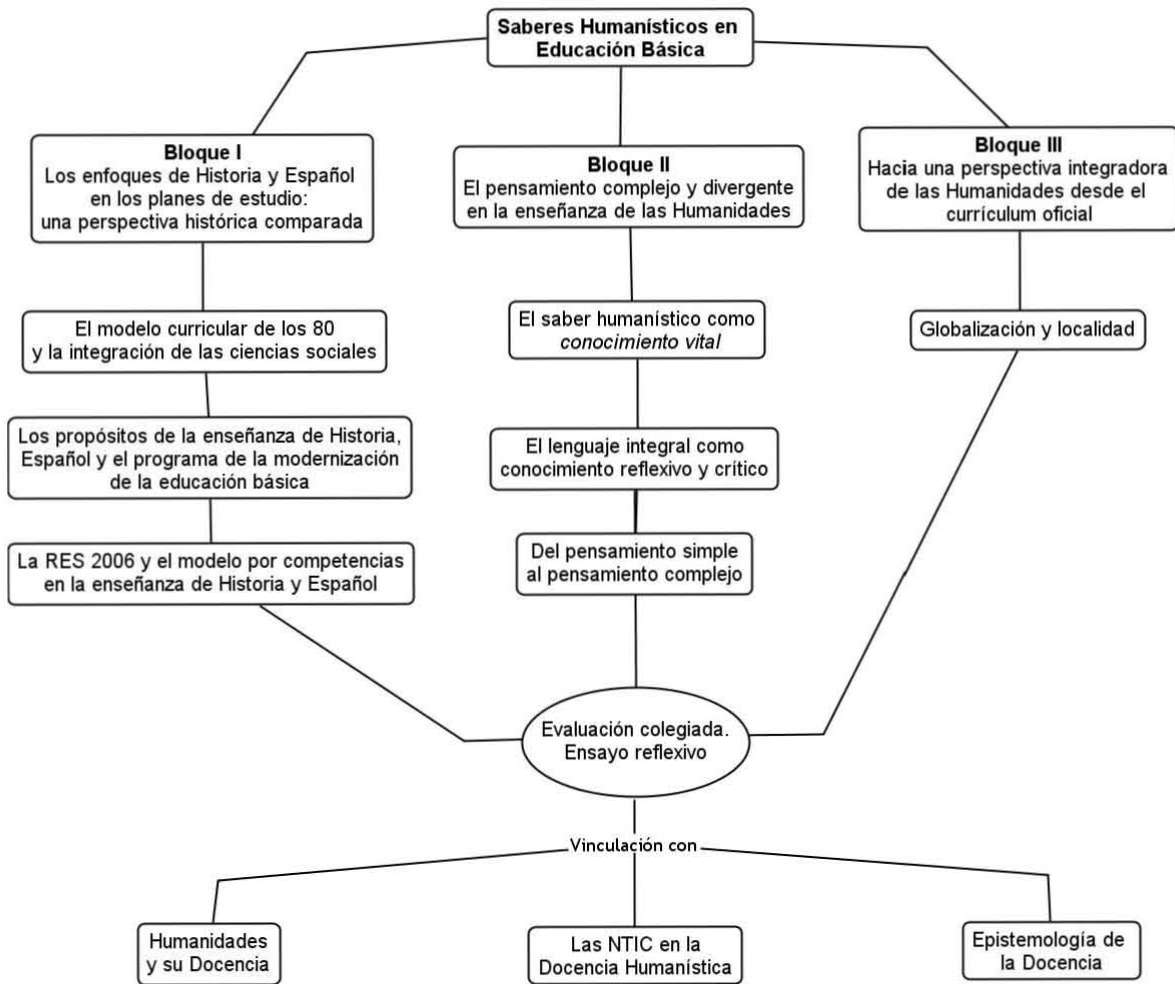 Saberes Humanísticos en
Educación Básica
Bloque I
Los enfoques de Historia y Español
en los planes de estudio:
una perspectiva histórica comparada
Bloque II
El pensamiento complejo y divergente
en la enseñanza de las Humanidades
Bloque III
Hacia una perspectiva integradora
de las Humanidades desde el
currículum oficial
El modelo curricular de los 80
y la integración de las ciencias sociales
El saber humanístico como
conocimiento vital
Globalización y localidad
Los propósitos de la enseñanza de Historia,
Español y el programa de la modernización
de la educación básica
El lenguaje integral como
conocimiento reflexivo y crítico
La RES 2006 y el modelo por competencias
en la enseñanza de Historia y Español
Del pensamiento simple
al pensamiento complejo
Evaluación colegiada.
Ensayo reflexivo
Vinculación con
Humanidades
y su Docencia
Las NTIC en la
Docencia Humanística
Epistemología de
la Docencia